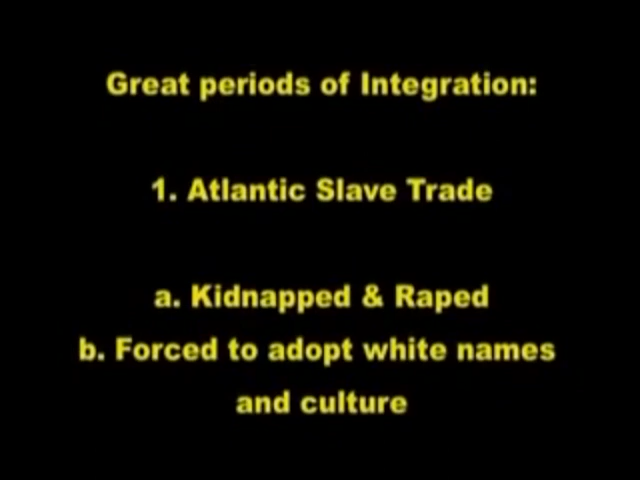 Great periods of Integration:
1. Atlantic Slave Trade
a. Kidnapped & Raped
b. Forced to adopt white names
and culture